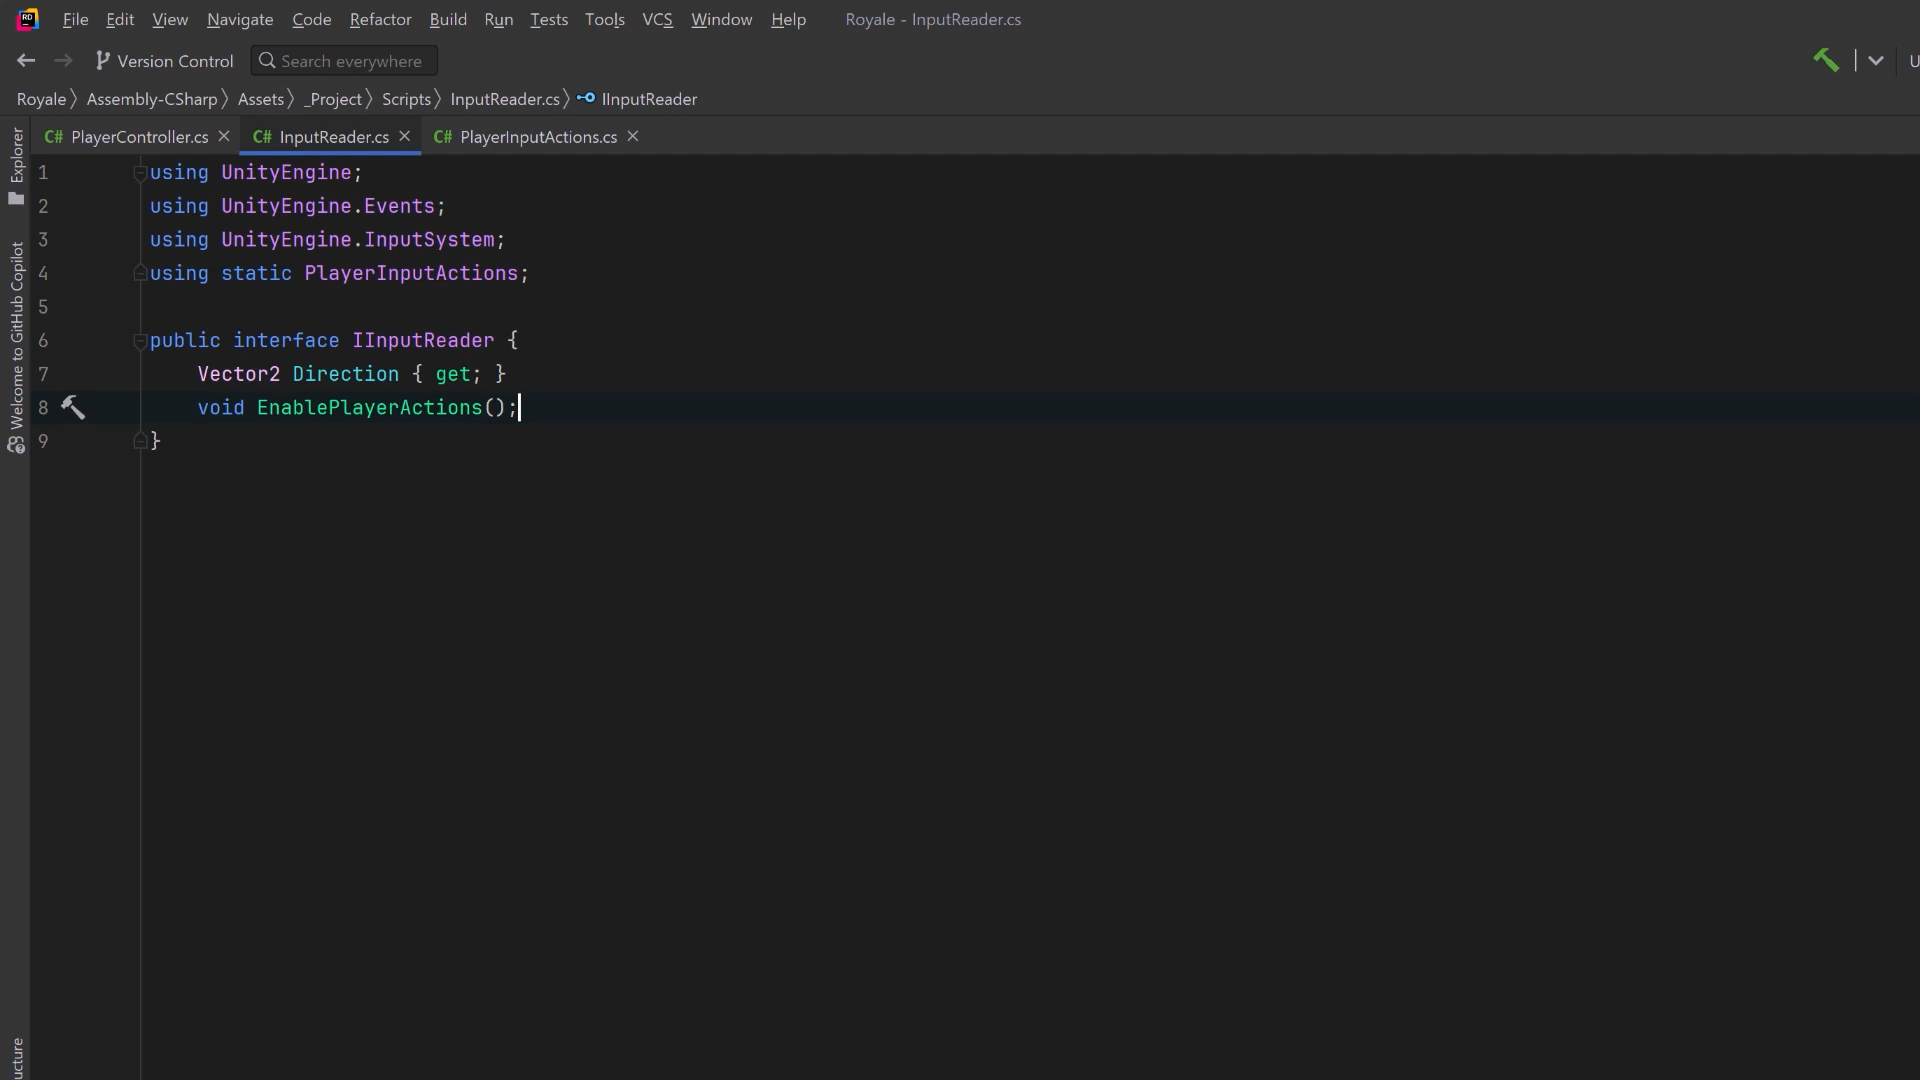 File Edit View Navigate Code Refactor Build Run Tests Tools VCS Window Help Royale - InputReader.cs
Version Control Search everywhere U
Royale Assembly-CSharp Assets _Project Scripts InputReader.cs IInputReader
C# PlayerController.cs C# InputReader.cs C# PlayerInputActions.cs
Explorer
Welcome to GitHub Copilot
ucture
1 using UnityEngine;
2 using UnityEngine.Events;
3 using UnityEngine.InputSystem;
4 using static PlayerInputActions;
5
6 public interface IInputReader {
7 Vector2 Direction { get; }
8 void EnablePlayerActions();
9 }